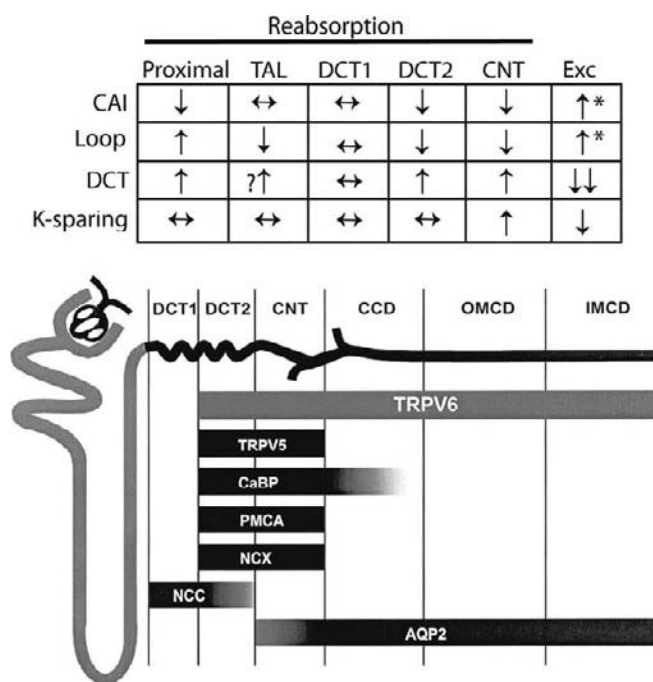 Reabsorption
Proximal TAL DCT1 DCT2 CNT Exc
CAI ↓ ↔ ↔ ↓ ↓ ↑*
Loop ↑ ↓ ↔ ↓ ↓ ↑*
DCT ↑ ?↑ ↔ ↑ ↑ ↓↓
K-sparing ↔ ↔ ↔ ↔ ↑ ↓
DCT1 DCT2 CNT CCD OMCD IMCD
TRPV6
TRPV5
CaBP
PMCA
NCX
NCC
AQP2